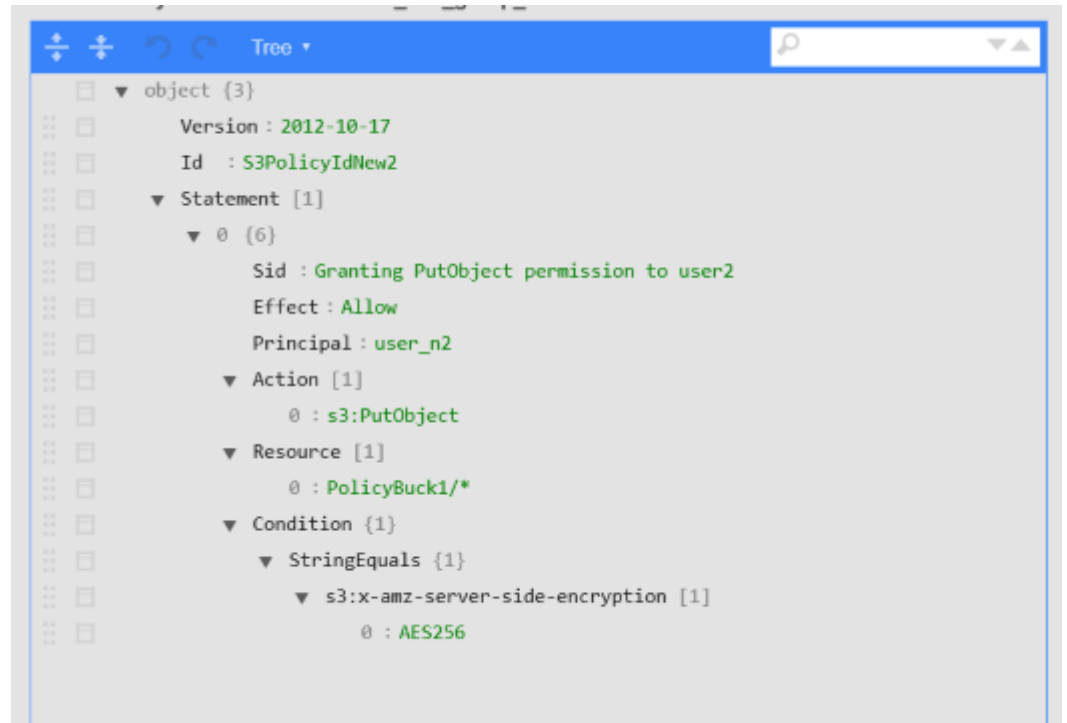 Tree
object {3}
Version : 2012-10-17
Id : S3PolicyIdNew2
Statement [1]
0 {6}
Sid : Granting PutObject permission to user2
Effect : Allow
Principal : user_n2
Action [1]
0 : s3:PutObject
Resource [1]
0 : PolicyBuck1/*
Condition {1}
StringEquals {1}
s3:x-amz-server-side-encryption [1]
0 : AES256